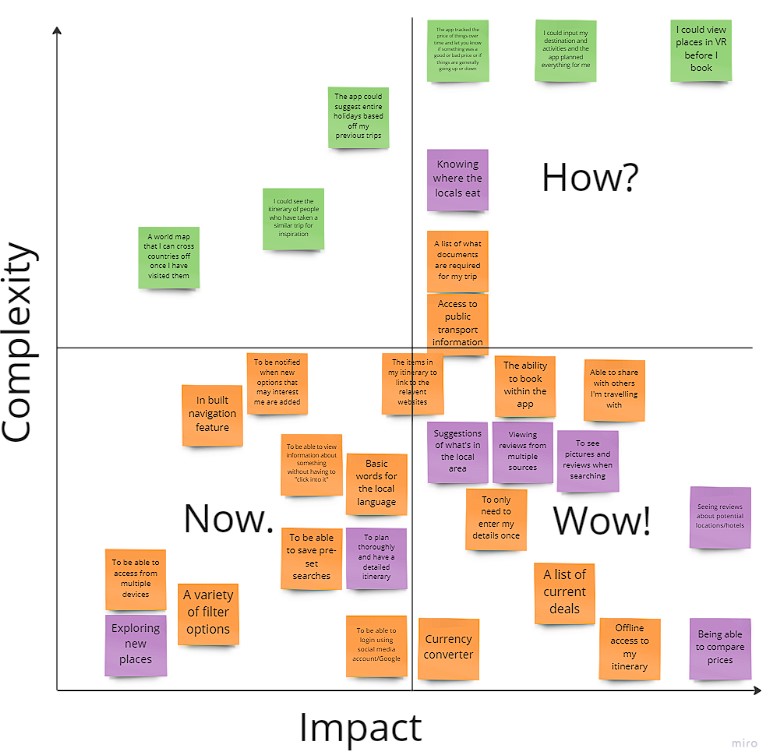 The app tracked the
price of things over
time and let you know
if something was a
good or bad price or if
things are generally
going up or down
I could input my
destination and
activities and the
app planned
everything for me
I could view
places in VR
before I
book
The app could
suggest entire
holidays based
off my
previous trips
Knowing
where the
locals eat
How?
I could see the
itinerary of people
who have taken a
similar trip for
inspiration
A world map
that I can cross
countries off
once I have
visited them
A list of what
documents
are required
for my trip
Access to
public
transport
information
Complexity
To be notified
when new
options that
may interest
me are added
The items in
my itinerary to
link to the
relavent
websites
The ability
to book
within the
app
Able to share
with others
I'm travelling
with
In built
navigation
feature
To be able to view
information about
something
without having to
"click into it"
Basic
words for
the local
language
Suggestions
of what's in
the local
area
Viewing
reviews from
multiple
sources
To see
pictures and
reviews when
searching
Now.
To only
need to
enter my
details once
Wow!
Seeing reviews
about potential
locations/hotels
To be able
to save pre-
set
searches
To plan
thoroughly
and have a
detailed
itinerary
To be able to
access from
multiple
devices
A variety
of filter
options
A list of
current
deals
Exploring
new
places
To be able to
login using
social media
account/Google
Currency
converter
Offline
access to
my
itinerary
Being able
to compare
prices
Impact
miro